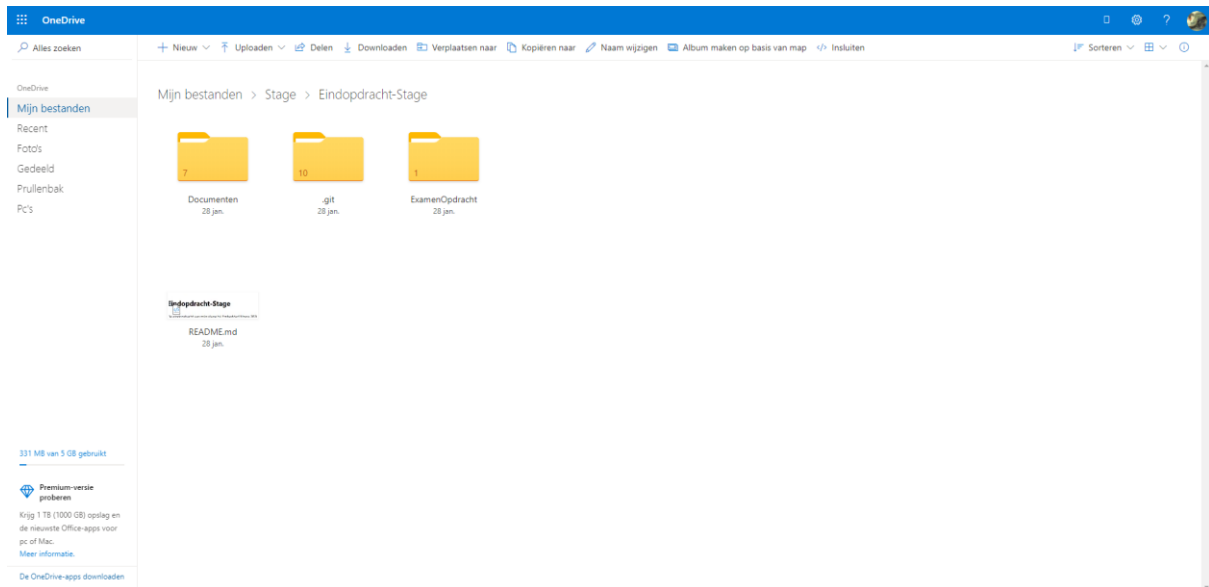 OneDrive
Alles zoeken
Nieuw Uploaden Delen Downloaden Verplaatsen naar Kopiëren naar Naam wijzigen Album maken op basis van map Insluiten Sorteren
OneDrive
Mijn bestanden
Recent
Foto's
Gedeeld
Prullenbak
Pc's
Mijn bestanden > Stage > Eindopdracht-Stage
7 10 1
Documenten .git ExamenOpdracht
28 jan. 28 jan. 28 jan.
Eindopdracht-Stage
README.md
28 jan.
331 MB van 5 GB gebruikt
Premium-versie
proberen
Krijg 1 TB (1000 GB) opslag en
de nieuwste Office-apps voor
pc of Mac.
Meer informatie.
De OneDrive-apps downloaden